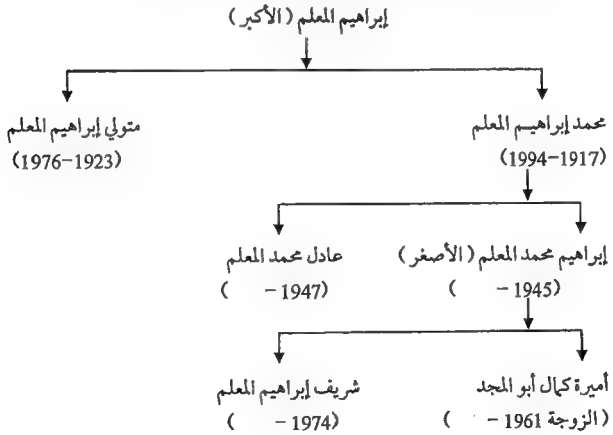 إبراهيم المعلم (الأكبر)
محمد إبراهيم المعلم
(1917-1994)
متولي إبراهيم المعلم
(1923-1976)
إبراهيم محمد المعلم (الأصغر)
(1945 - )
عادل محمد المعلم
(1947 - )
أميرة كمال أبو المجد
(الزوجة 1961 - )
شريف إبراهيم المعلم
(1974 - )